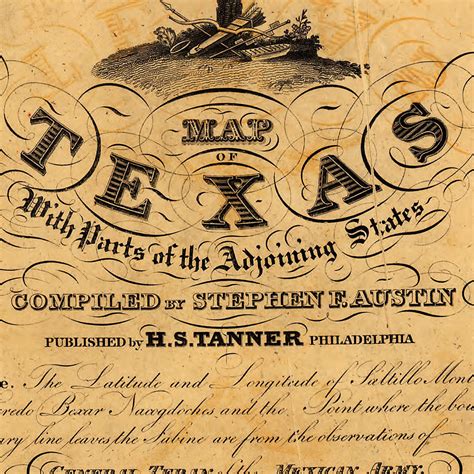 MAP
OF
TEXAS
With Parts of the Adjoining States
COMPILED BY STEPHEN F. AUSTIN
PUBLISHED by H.S. TANNER PHILADELPHIA
e. The Latitude and Longitude of Saltillo Mont
redo Bexar Nacogdoches and the Point where the bou
ary line leaves the Sabine are from the observations of
GENERAL TERAN of the MEXICAN ARMY.